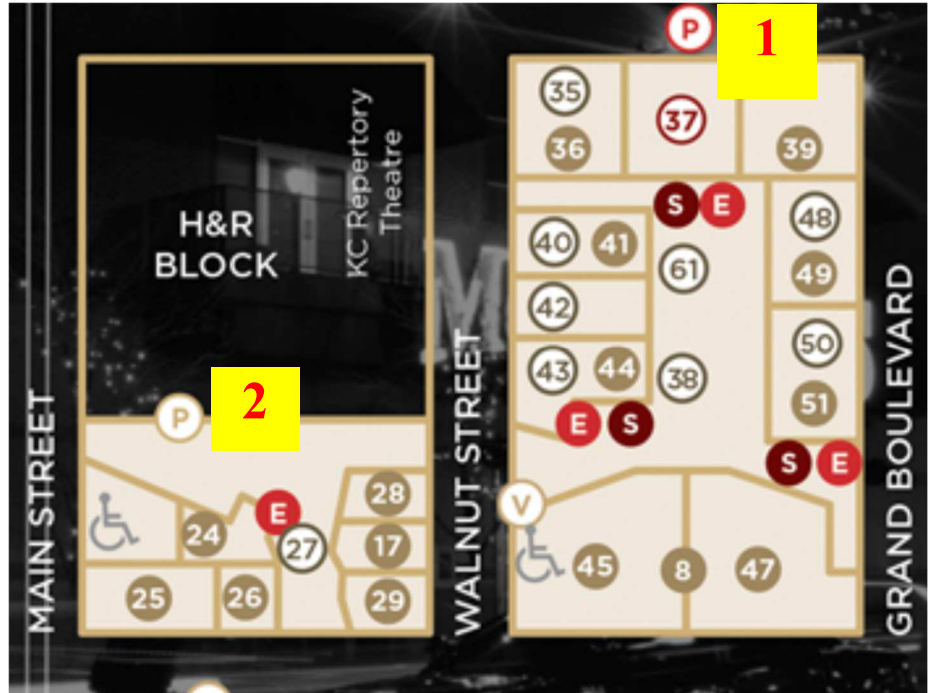 P
1
35
37
36
39
KC Repertory
Theatre
H&R
BLOCK
S E
48
40 41
61
49
42
50
43 44
38
51
P
2
E S
S E
MAIN STREET
WALNUT STREET
GRAND BOULEVARD
28
E
V
24
27
17
45 8 47
25 26 29